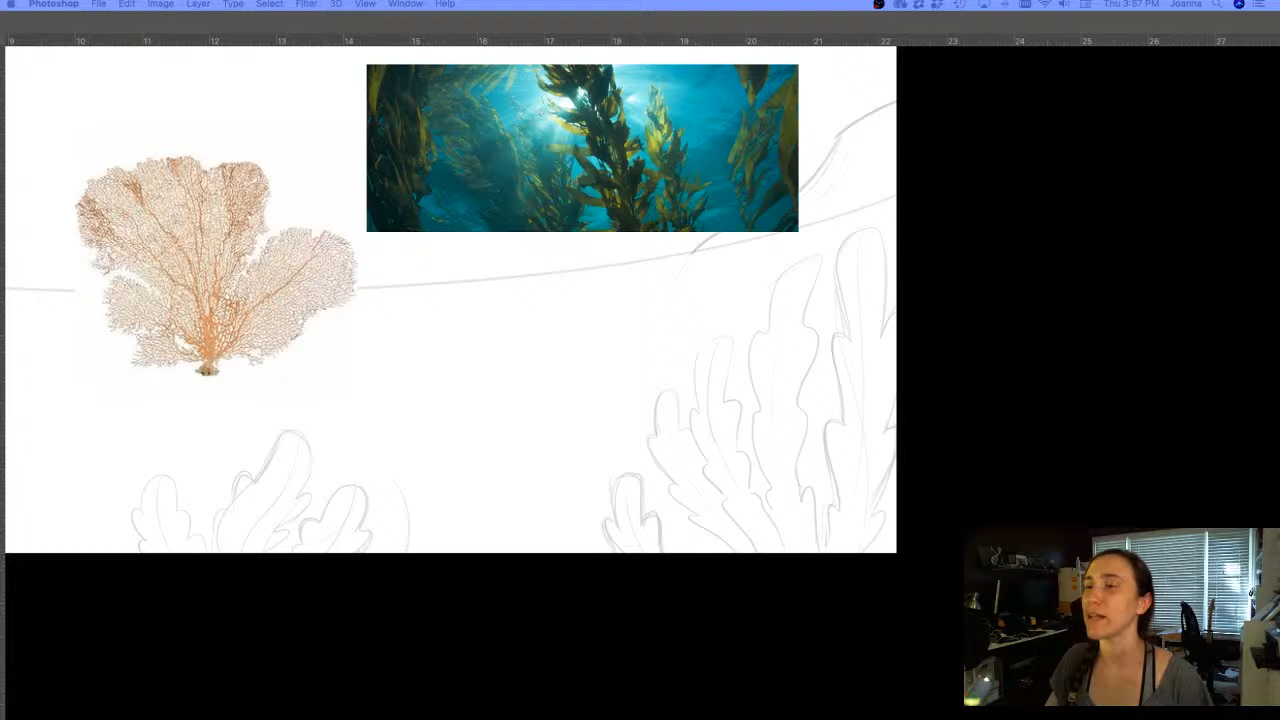 Photoshop File Edit Image Layer Type Select Filter 3D View Window Help Thu 3:57 PM Joanna
9 10 11 12 13 14 15 16 17 18 19 20 21 22 23 24 25 26 27